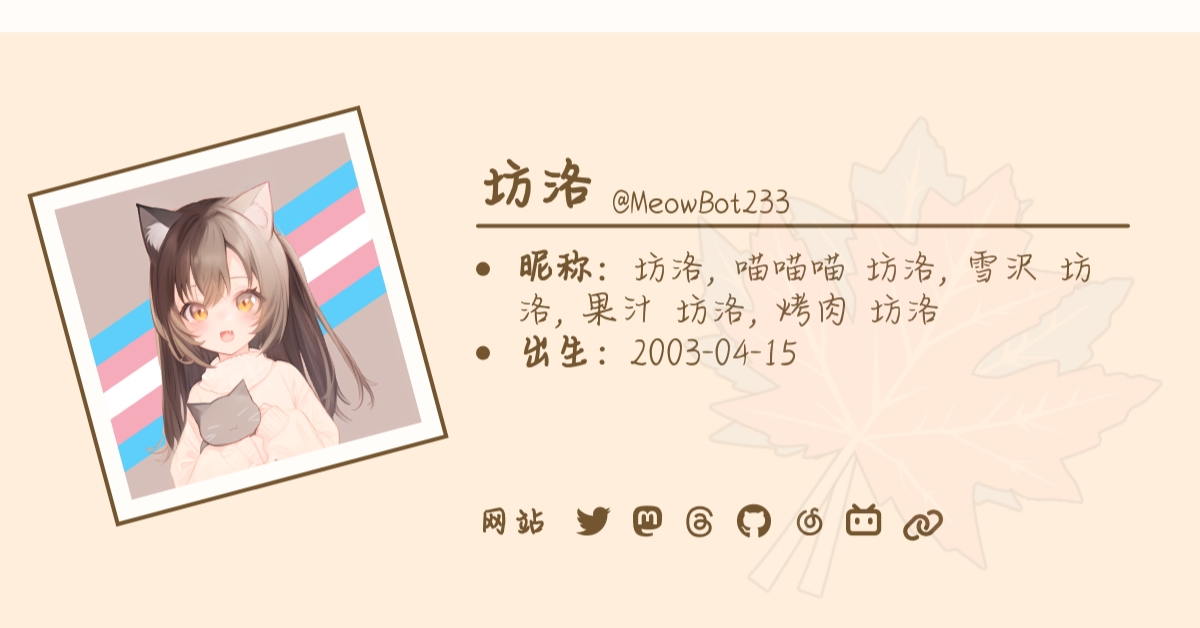 坊洛 @MeowBot233
昵称: 坊洛, 喵喵喵 坊洛, 雪沢 坊
洛, 果汁 坊洛, 烤肉 坊洛
出生: 2003-04-15
网站